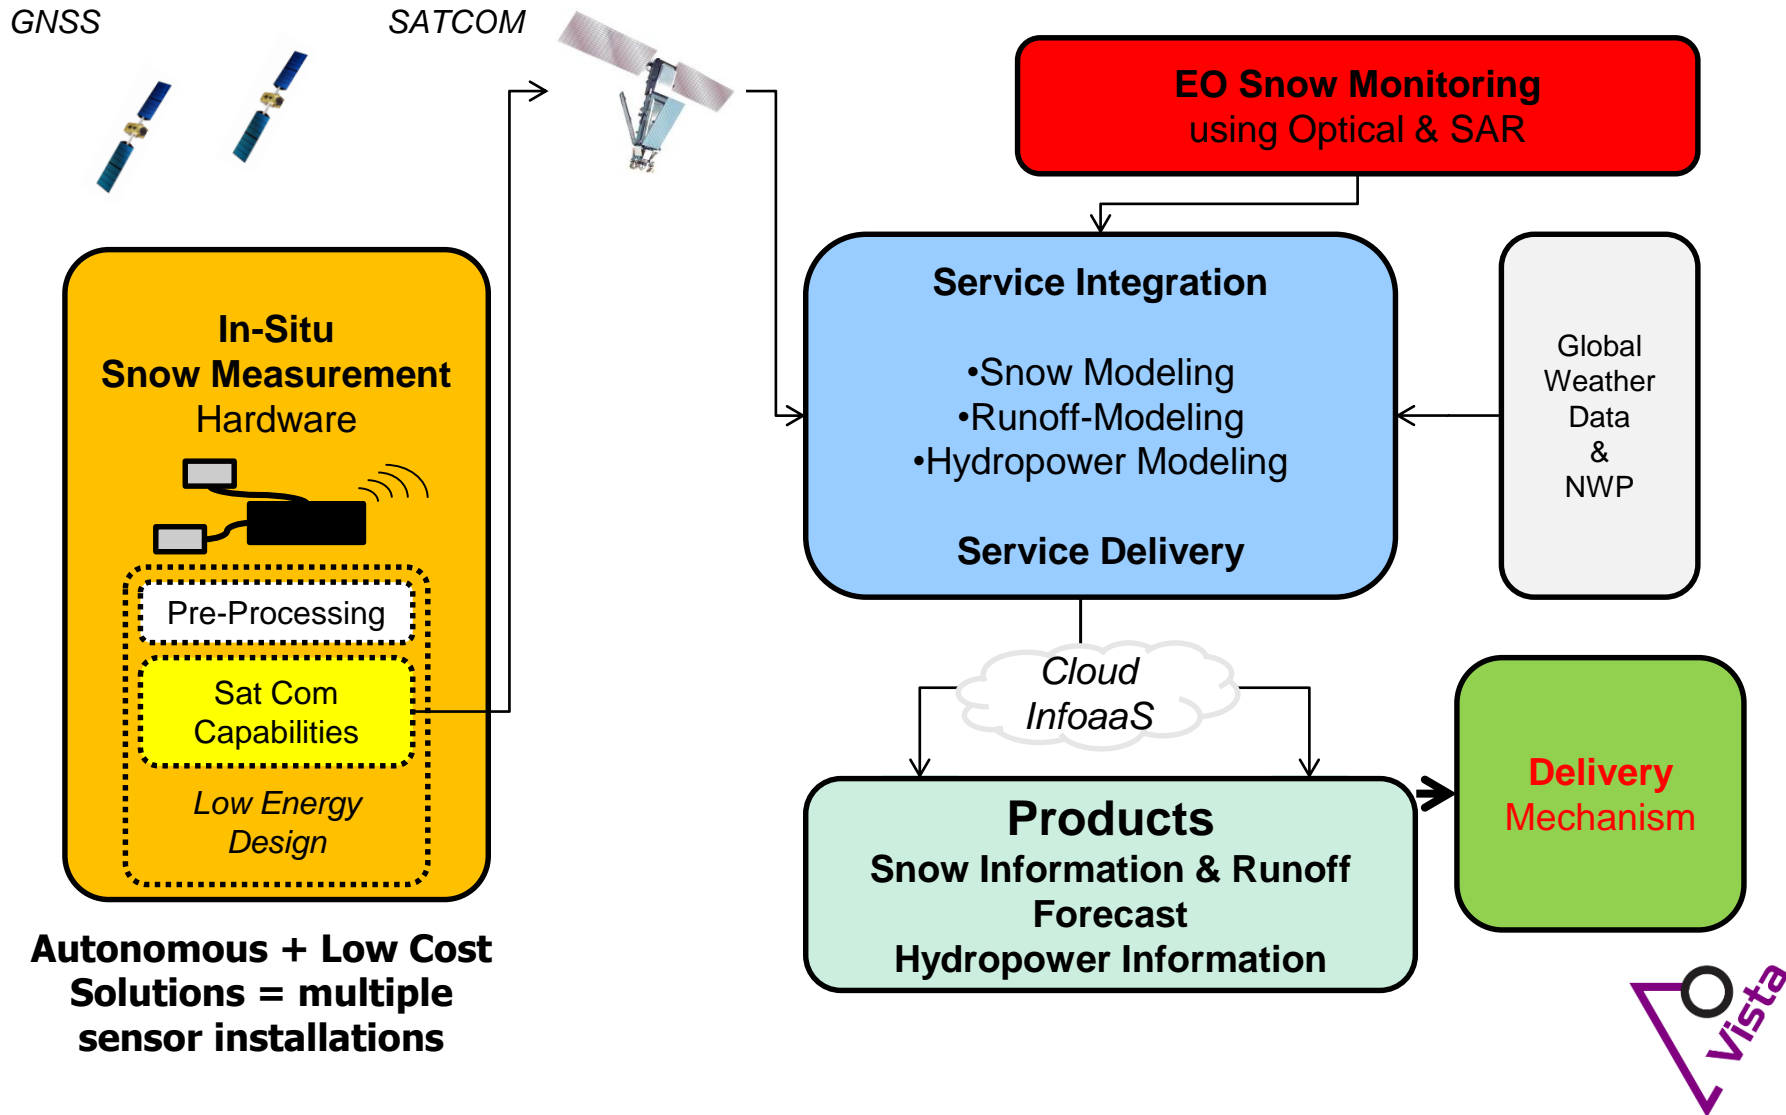 GNSS
SATCOM
EO Snow Monitoring
using Optical & SAR
In-Situ
Snow Measurement
Hardware
Pre-Processing
Sat Com
Capabilities
Low Energy
Design
Autonomous + Low Cost
Solutions = multiple
sensor installations
Service Integration
•Snow Modeling
•Runoff-Modeling
•Hydropower Modeling
Service Delivery
Global
Weather
Data
&
NWP
Cloud
InfoaaS
Products
Snow Information & Runoff
Forecast
Hydropower Information
Delivery
Mechanism
Vista